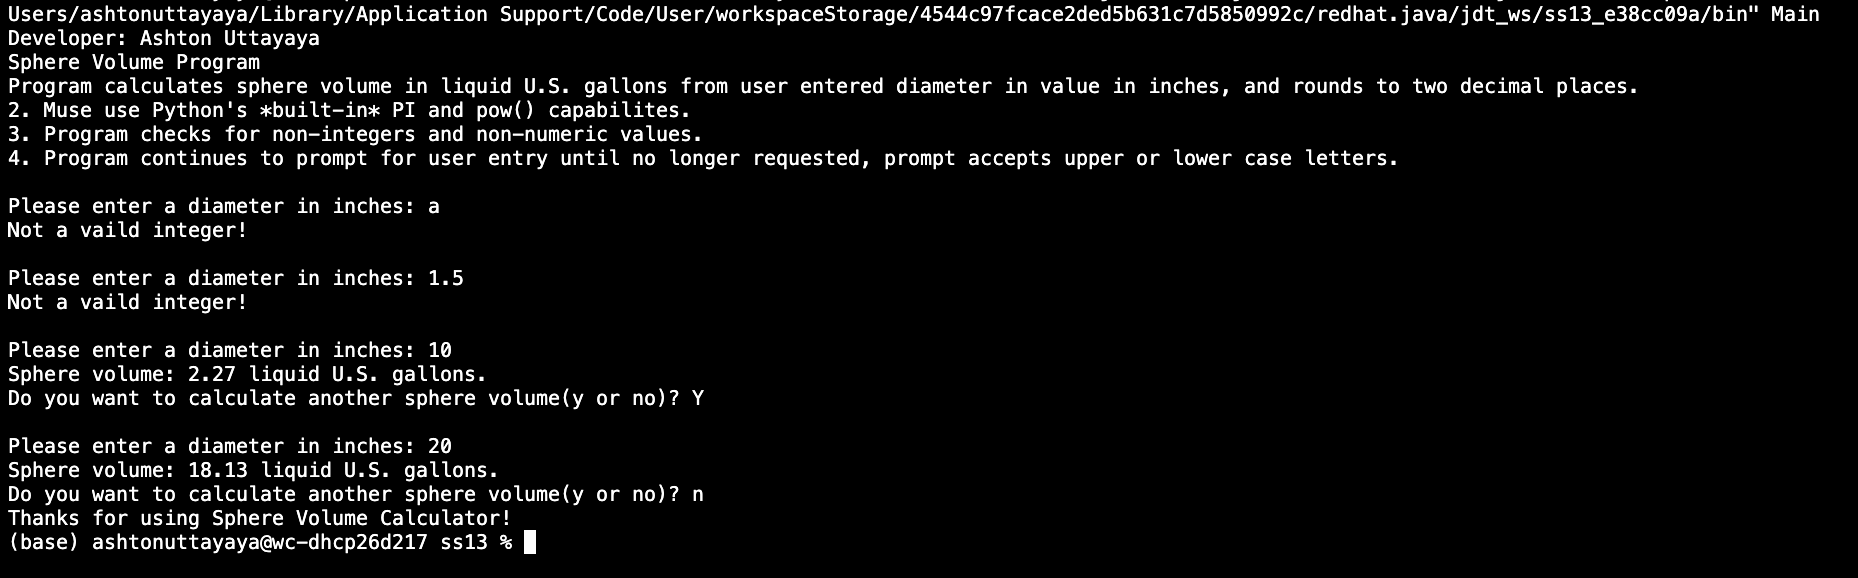 Users/ashtonuttayaya/Library/Application Support/Code/User/workspaceStorage/4544c97fcace2ded5b631c7d5850992c/redhat.java/jdt_ws/ss13_e38cc09a/bin" Main
Developer: Ashton Uttayaya
Sphere Volume Program
Program calculates sphere volume in liquid U.S. gallons from user entered diameter in value in inches, and rounds to two decimal places.
2. Muse use Python's *built-in* PI and pow() capabilites.
3. Program checks for non-integers and non-numeric values.
4. Program continues to prompt for user entry until no longer requested, prompt accepts upper or lower case letters.
Please enter a diameter in inches: a
Not a vaild integer!
Please enter a diameter in inches: 1.5
Not a vaild integer!
Please enter a diameter in inches: 10
Sphere volume: 2.27 liquid U.S. gallons.
Do you want to calculate another sphere volume(y or no)? Y
Please enter a diameter in inches: 20
Sphere volume: 18.13 liquid U.S. gallons.
Do you want to calculate another sphere volume(y or no)? n
Thanks for using Sphere Volume Calculator!
(base) ashtonuttayaya@wc-dhcp26d217 ss13 %